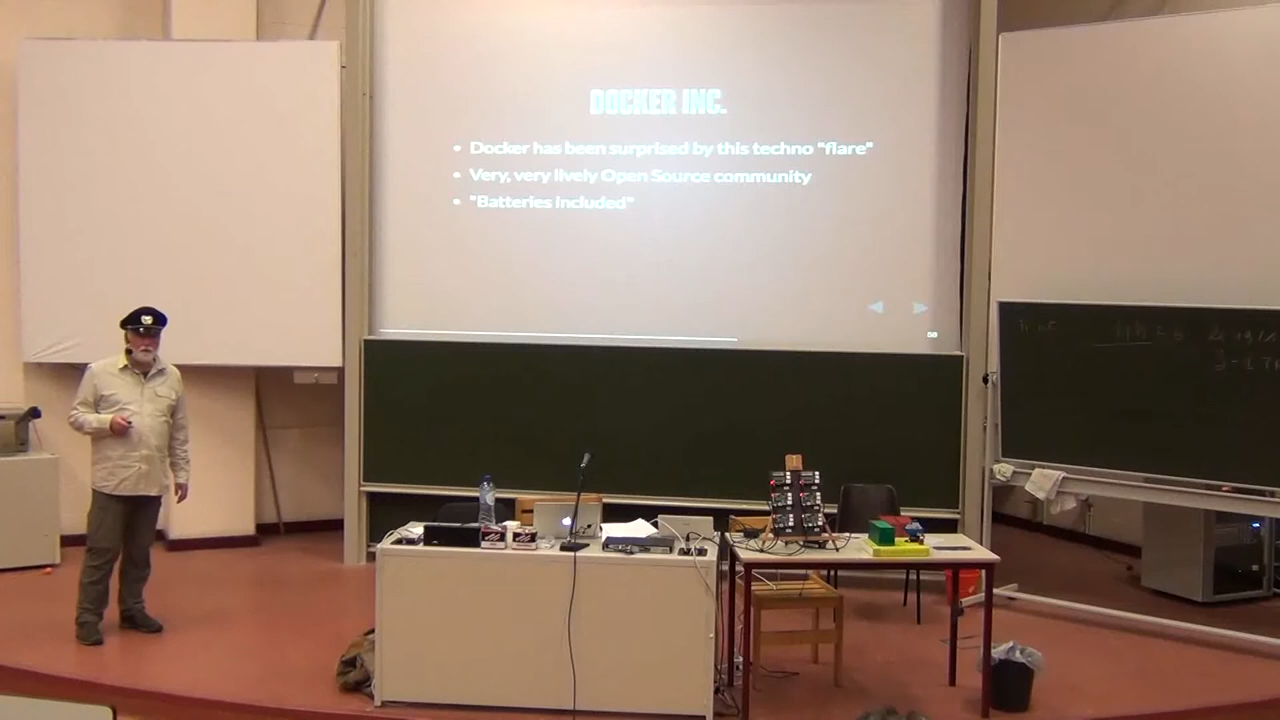 DOCKER INC.
• Docker has been surprised by this techno "flare"
• Very, very lively Open Source community
• "Batteries included"